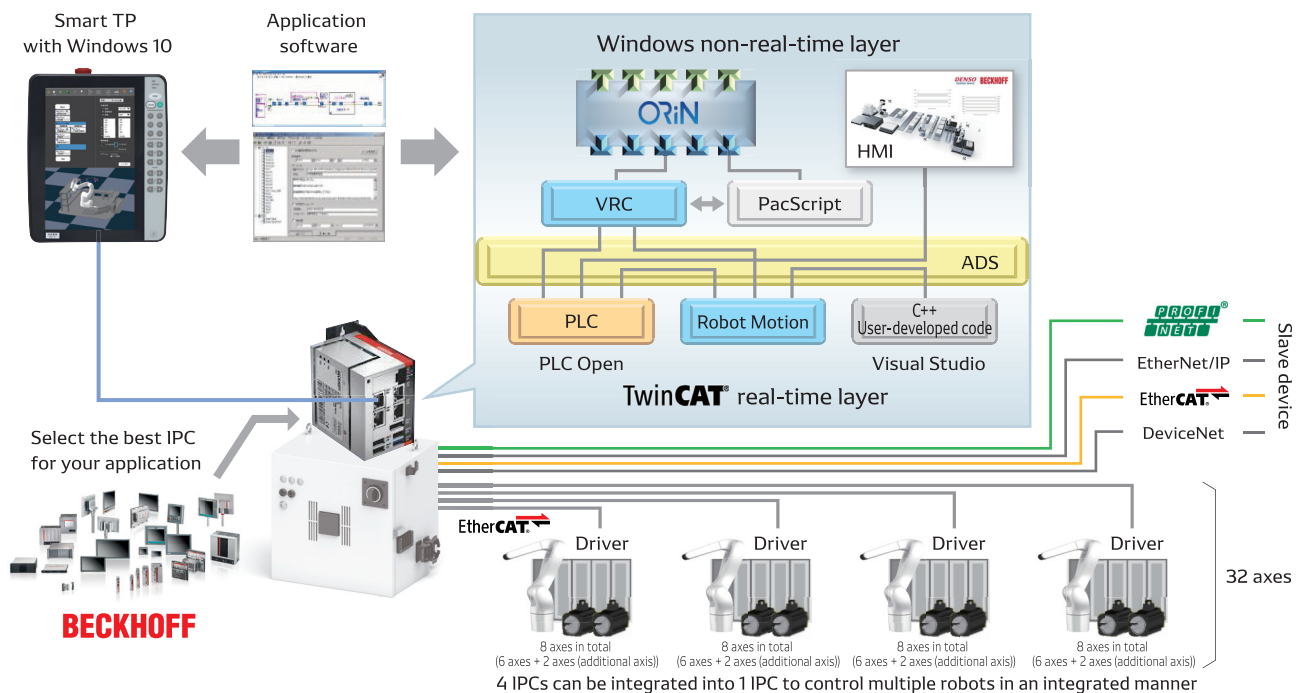 Smart TP
with Windows 10
Application
software
Windows non-real-time layer
ORiN
DENSO BECKHOFF
HMI
VRC
PacScript
ADS
PLC
Robot Motion
C++
User-developed code
PLC Open
Visual Studio
TwinCAT® real-time layer
PROFI®
NET
EtherNet/IP
EtherCAT®
DeviceNet
Slave device
Select the best IPC
for your application
BECKHOFF
EtherCAT®
Driver
Driver
Driver
Driver
32 axes
8 axes in total
(6 axes + 2 axes (additional axis))
8 axes in total
(6 axes + 2 axes (additional axis))
8 axes in total
(6 axes + 2 axes (additional axis))
8 axes in total
(6 axes + 2 axes (additional axis))
4 IPCs can be integrated into 1 IPC to control multiple robots in an integrated manner